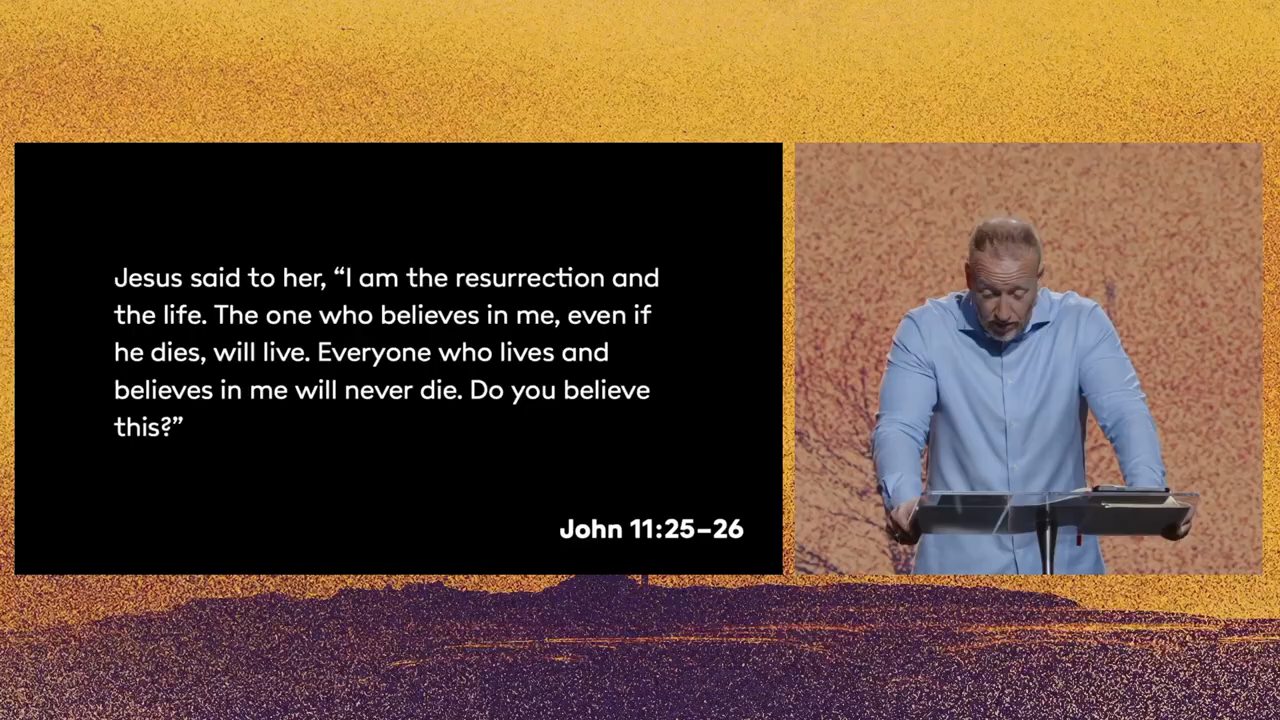 Jesus said to her, “I am the resurrection and
the life. The one who believes in me, even if
he dies, will live. Everyone who lives and
believes in me will never die. Do you believe
this?”
John 11:25–26